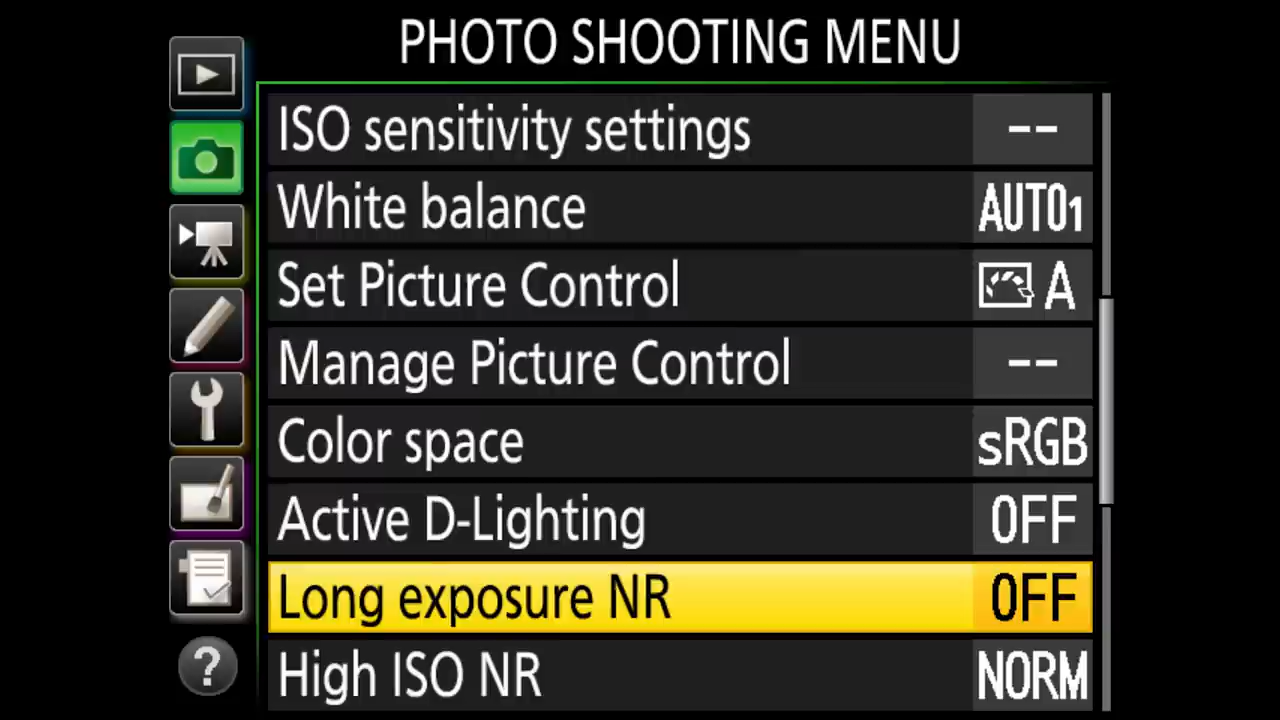 PHOTO SHOOTING MENU
ISO sensitivity settings --
White balance AUTO1
Set Picture Control A
Manage Picture Control --
Color space sRGB
Active D-Lighting OFF
Long exposure NR OFF
High ISO NR NORM
?